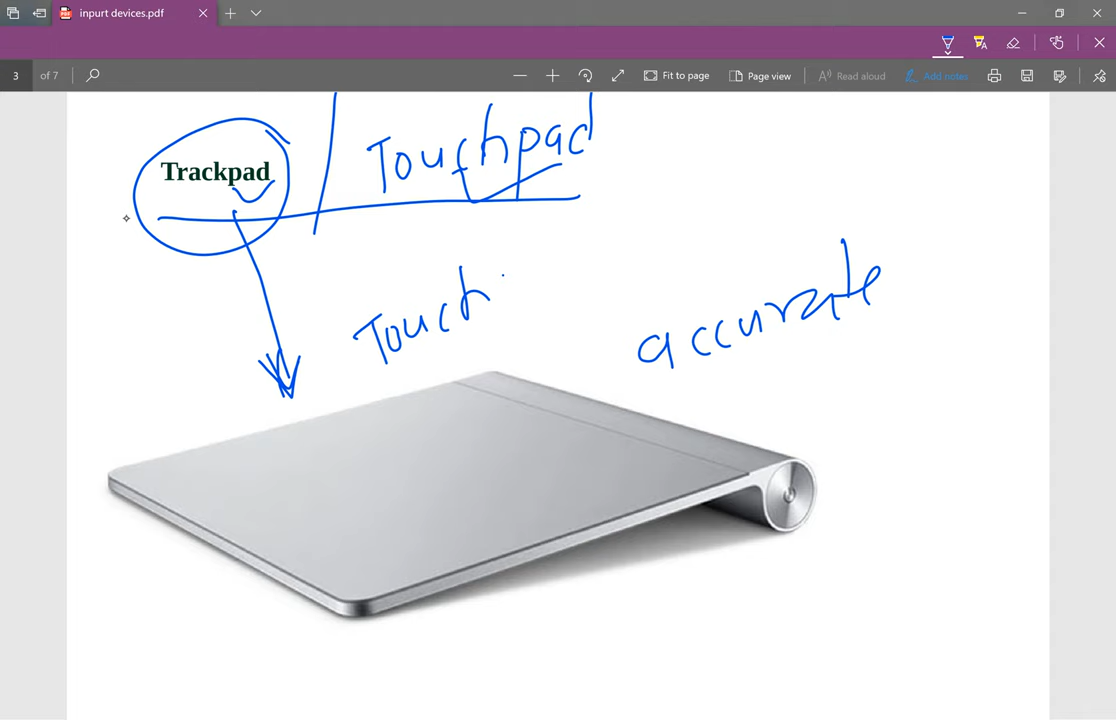 inpurt devices.pdf
3 of 7 Fit to page Page view Read aloud Add notes
Trackpad Touchpad
Touch accurate